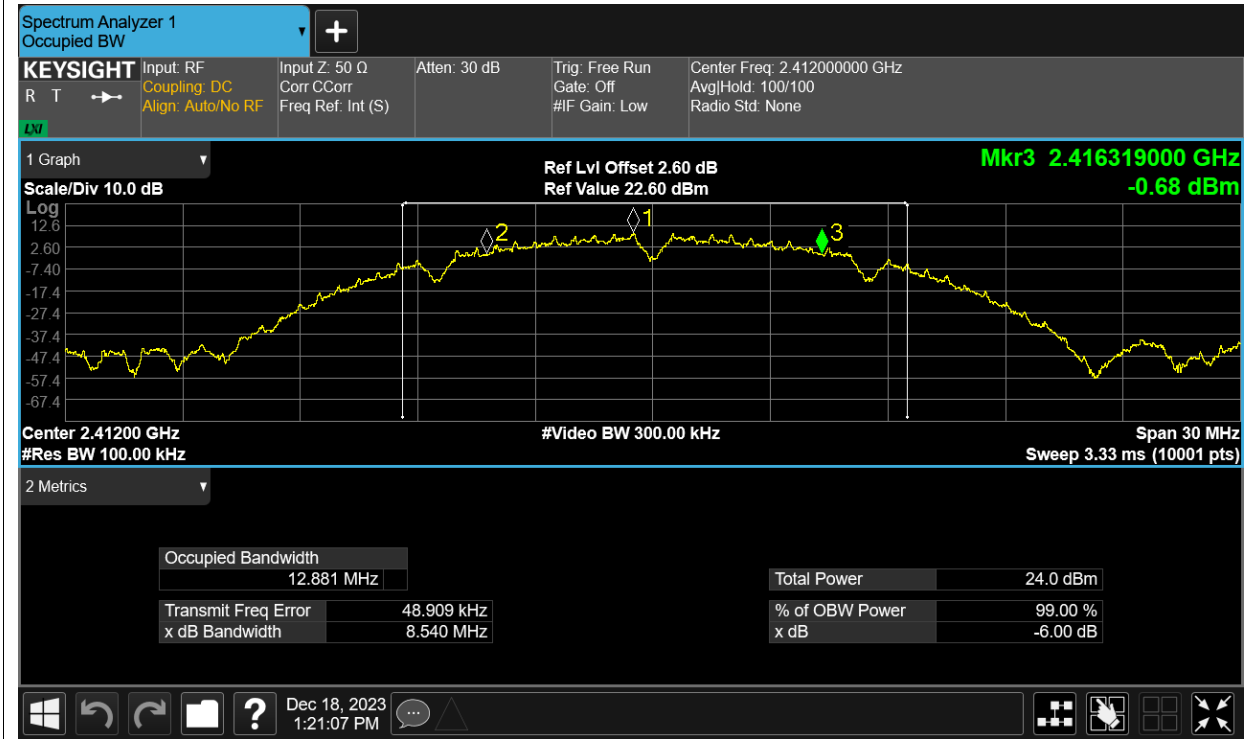 Spectrum Analyzer 1
Occupied BW
KEYSIGHT
R T
LXI
Input: RF
Coupling: DC
Align: Auto/No RF
Input Z: 50 Ω
Corr CCorr
Freq Ref: Int (S)
Atten: 30 dB
Trig: Free Run
Gate: Off
#IF Gain: Low
Center Freq: 2.412000000 GHz
Avg|Hold: 100/100
Radio Std: None
1 Graph
Scale/Div 10.0 dB
Ref Lvl Offset 2.60 dB
Ref Value 22.60 dBm
Mkr3 2.416319000 GHz
-0.68 dBm
Log
12.6
2.60
-7.40
-17.4
-27.4
-37.4
-47.4
-57.4
-67.4
2
1
3
Center 2.41200 GHz
#Res BW 100.00 kHz
#Video BW 300.00 kHz
Span 30 MHz
Sweep 3.33 ms (10001 pts)
2 Metrics
Occupied Bandwidth
12.881 MHz
Transmit Freq Error 48.909 kHz
x dB Bandwidth 8.540 MHz
Total Power 24.0 dBm
% of OBW Power 99.00 %
x dB -6.00 dB
?
Dec 18, 2023
1:21:07 PM